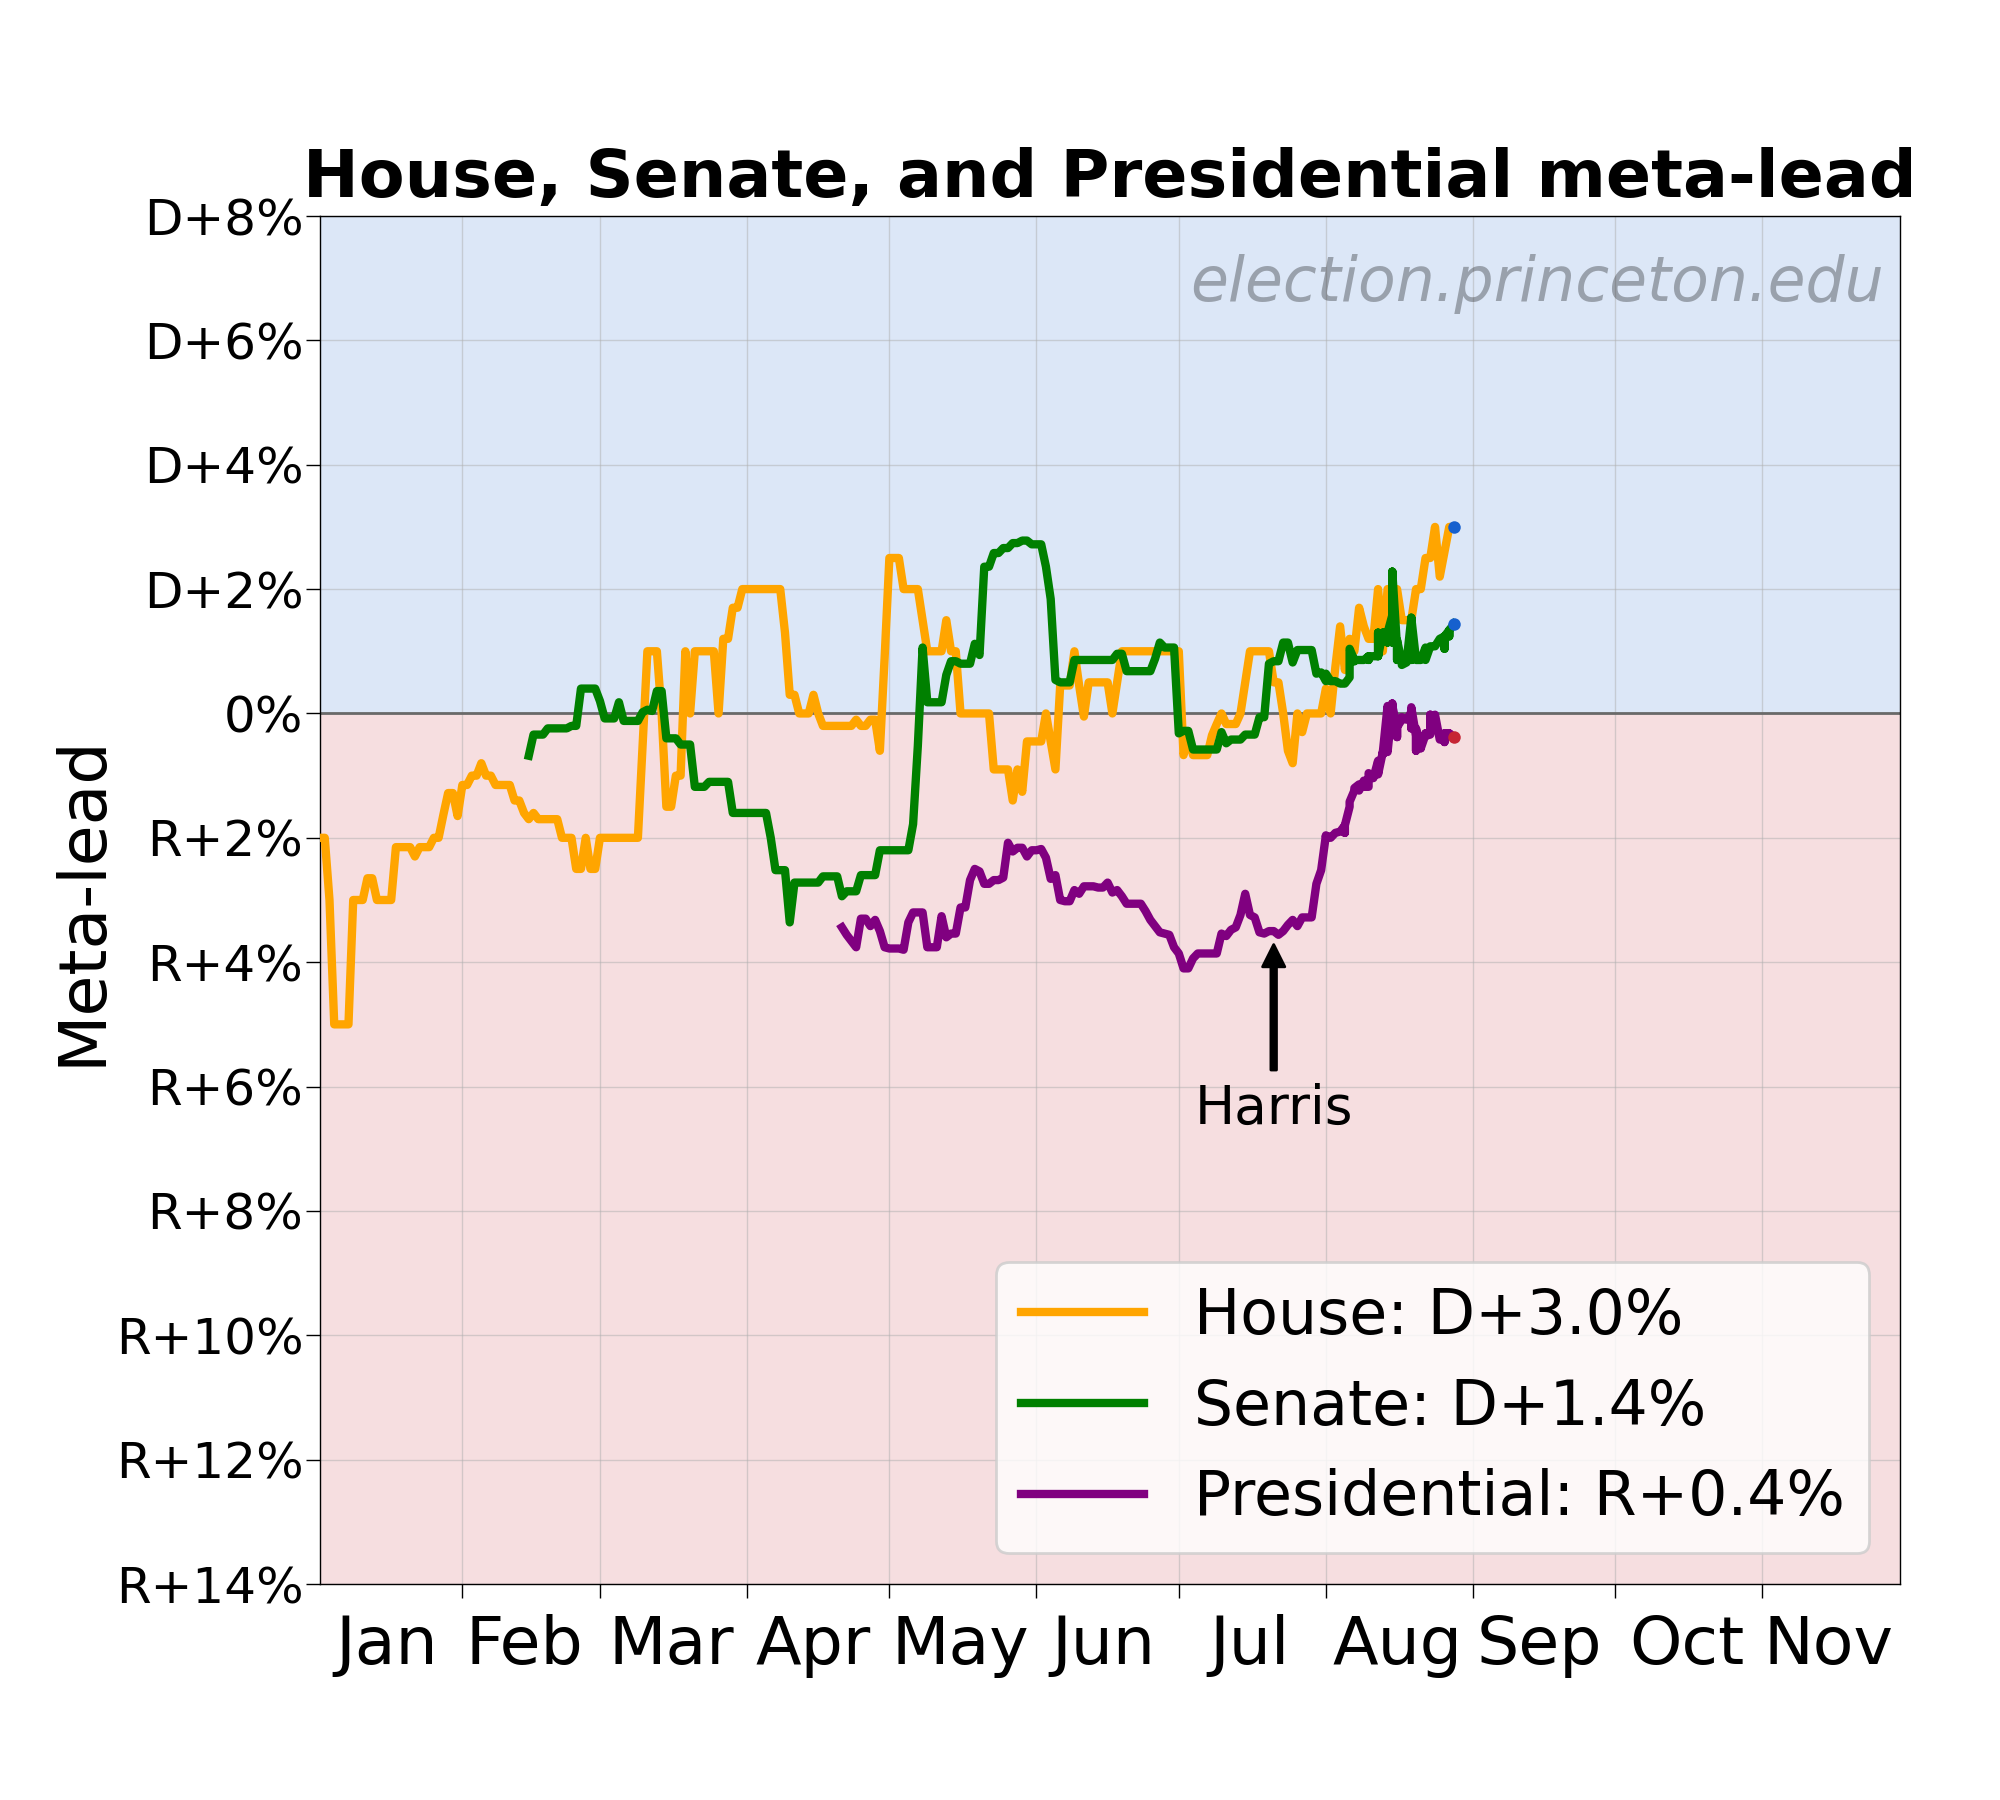 House, Senate, and Presidential meta-lead
election.princeton.edu
D+8%
D+6%
D+4%
D+2%
0%
R+2%
R+4%
R+6%
R+8%
R+10%
R+12%
R+14%
Meta-lead
Harris
House: D+3.0%
Senate: D+1.4%
Presidential: R+0.4%
Jan Feb Mar Apr May Jun Jul Aug Sep Oct Nov